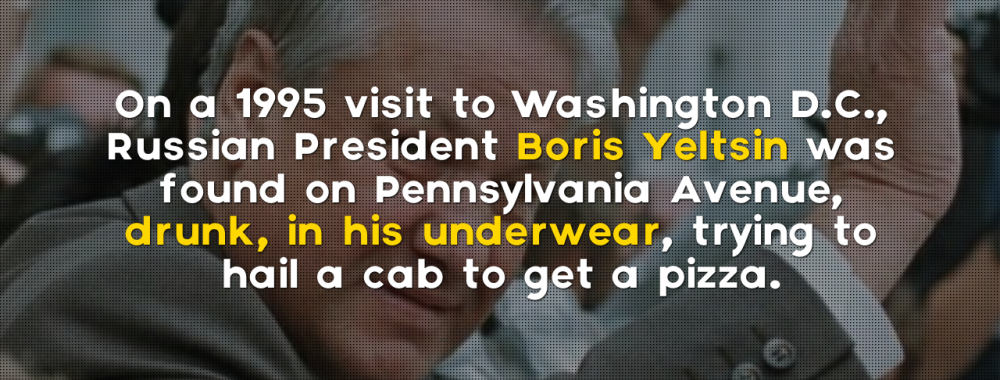 On a 1995 visit to Washington D.C.,
Russian President Boris Yeltsin was
found on Pennsylvania Avenue,
drunk, in his underwear, trying to
hail a cab to get a pizza.